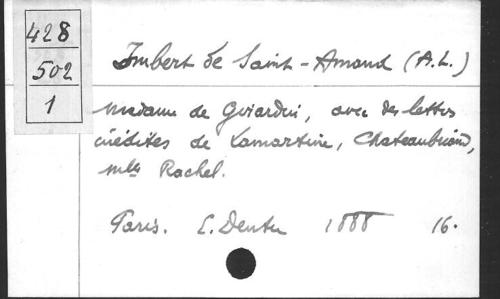 428
502
1
Imbert de Saint-Amand (A.L.)
Madame de Girardin, avec des lettres
inédites de Lamartine, Chateaubriand,
Mlle Rachel.
Paris. E. Dentu 1888 16.